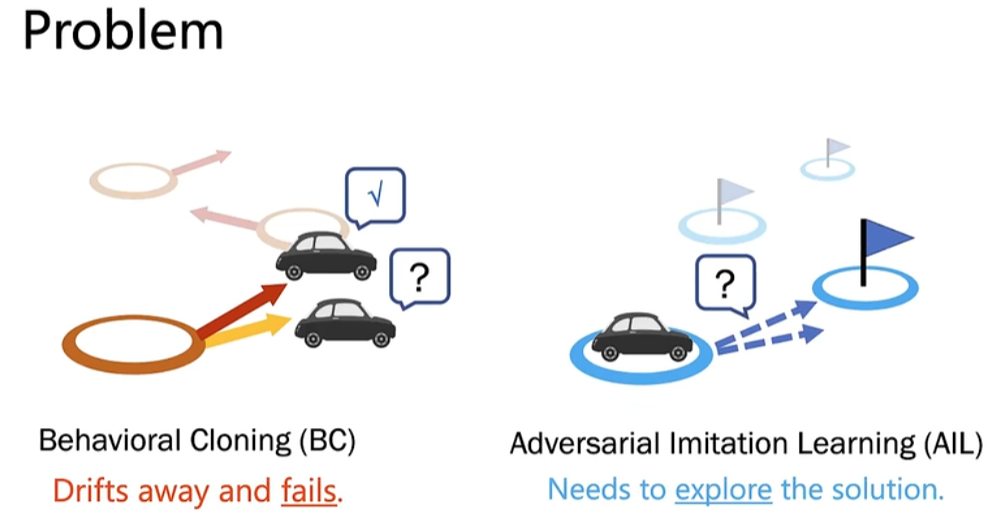 Problem
√
?
?
Behavioral Cloning (BC)
Drifts away and fails.
Adversarial Imitation Learning (AIL)
Needs to explore the solution.